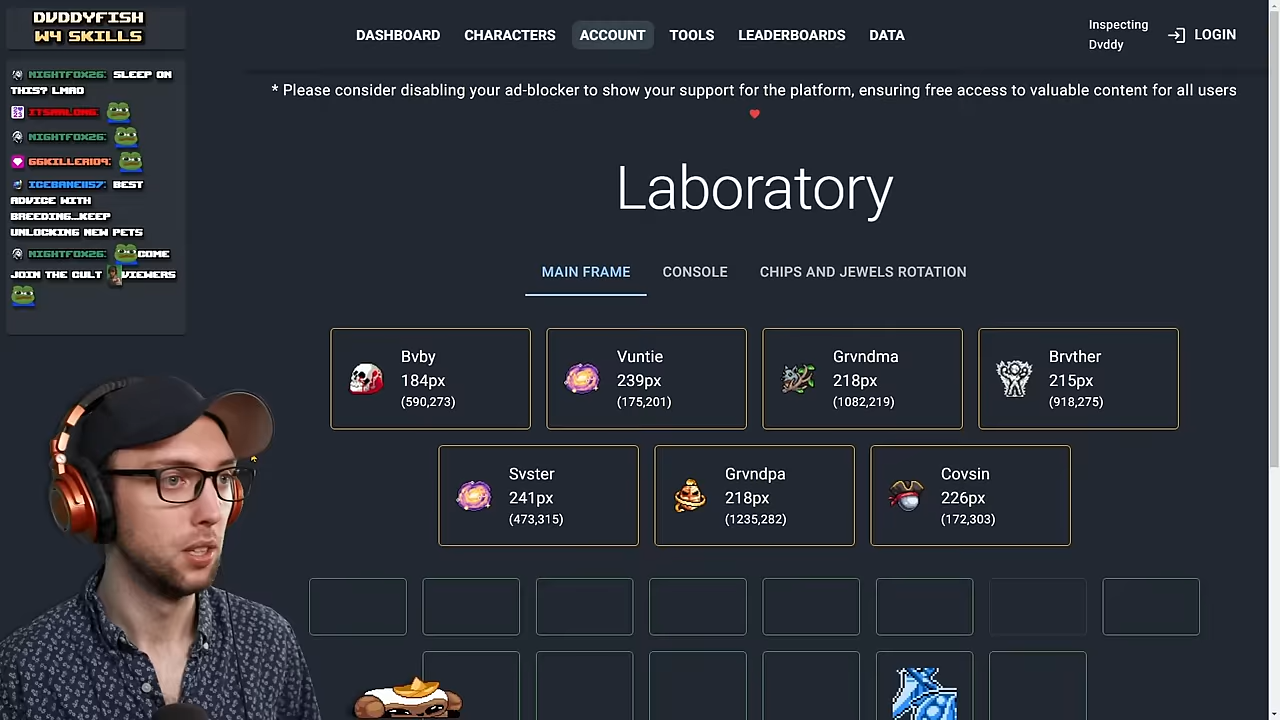 DVDDYFISH
W4 SKILLS
NIGHTFOX26: SLEEP ON
THIS? LMAO
ITSMALONG:
NIGHTFOX26:
GGKILLER109:
ICEBANE1157: BEST
ADVICE WITH
BREEDING...KEEP
UNLOCKING NEW PETS
NIGHTFOX26: COME
JOIN THE CULT VIEWERS
DASHBOARD
CHARACTERS
ACCOUNT
TOOLS
LEADERBOARDS
DATA
Inspecting
Dvddy
LOGIN
* Please consider disabling your ad-blocker to show your support for the platform, ensuring free access to valuable content for all users
Laboratory
MAIN FRAME
CONSOLE
CHIPS AND JEWELS ROTATION
Bvby
184px
(590,273)
Vuntie
239px
(175,201)
Grvndma
218px
(1082,219)
Brvther
215px
(918,275)
Svster
241px
(473,315)
Grvndpa
218px
(1235,282)
Covsin
226px
(172,303)